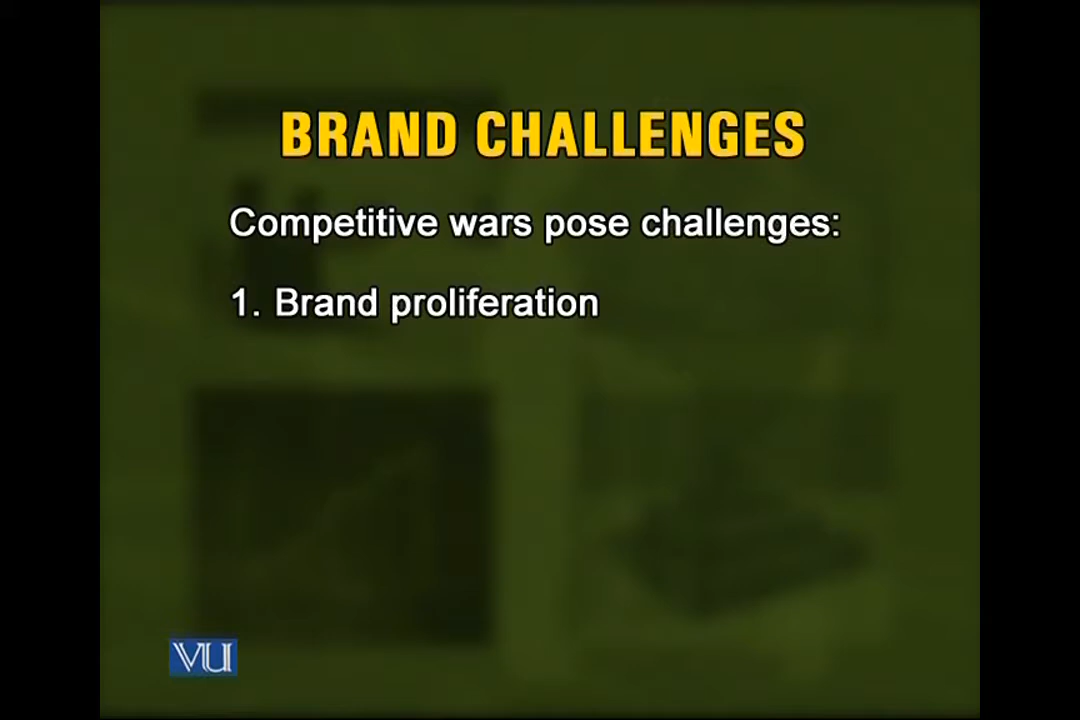 BRAND CHALLENGES
Competitive wars pose challenges:
1. Brand proliferation
VU